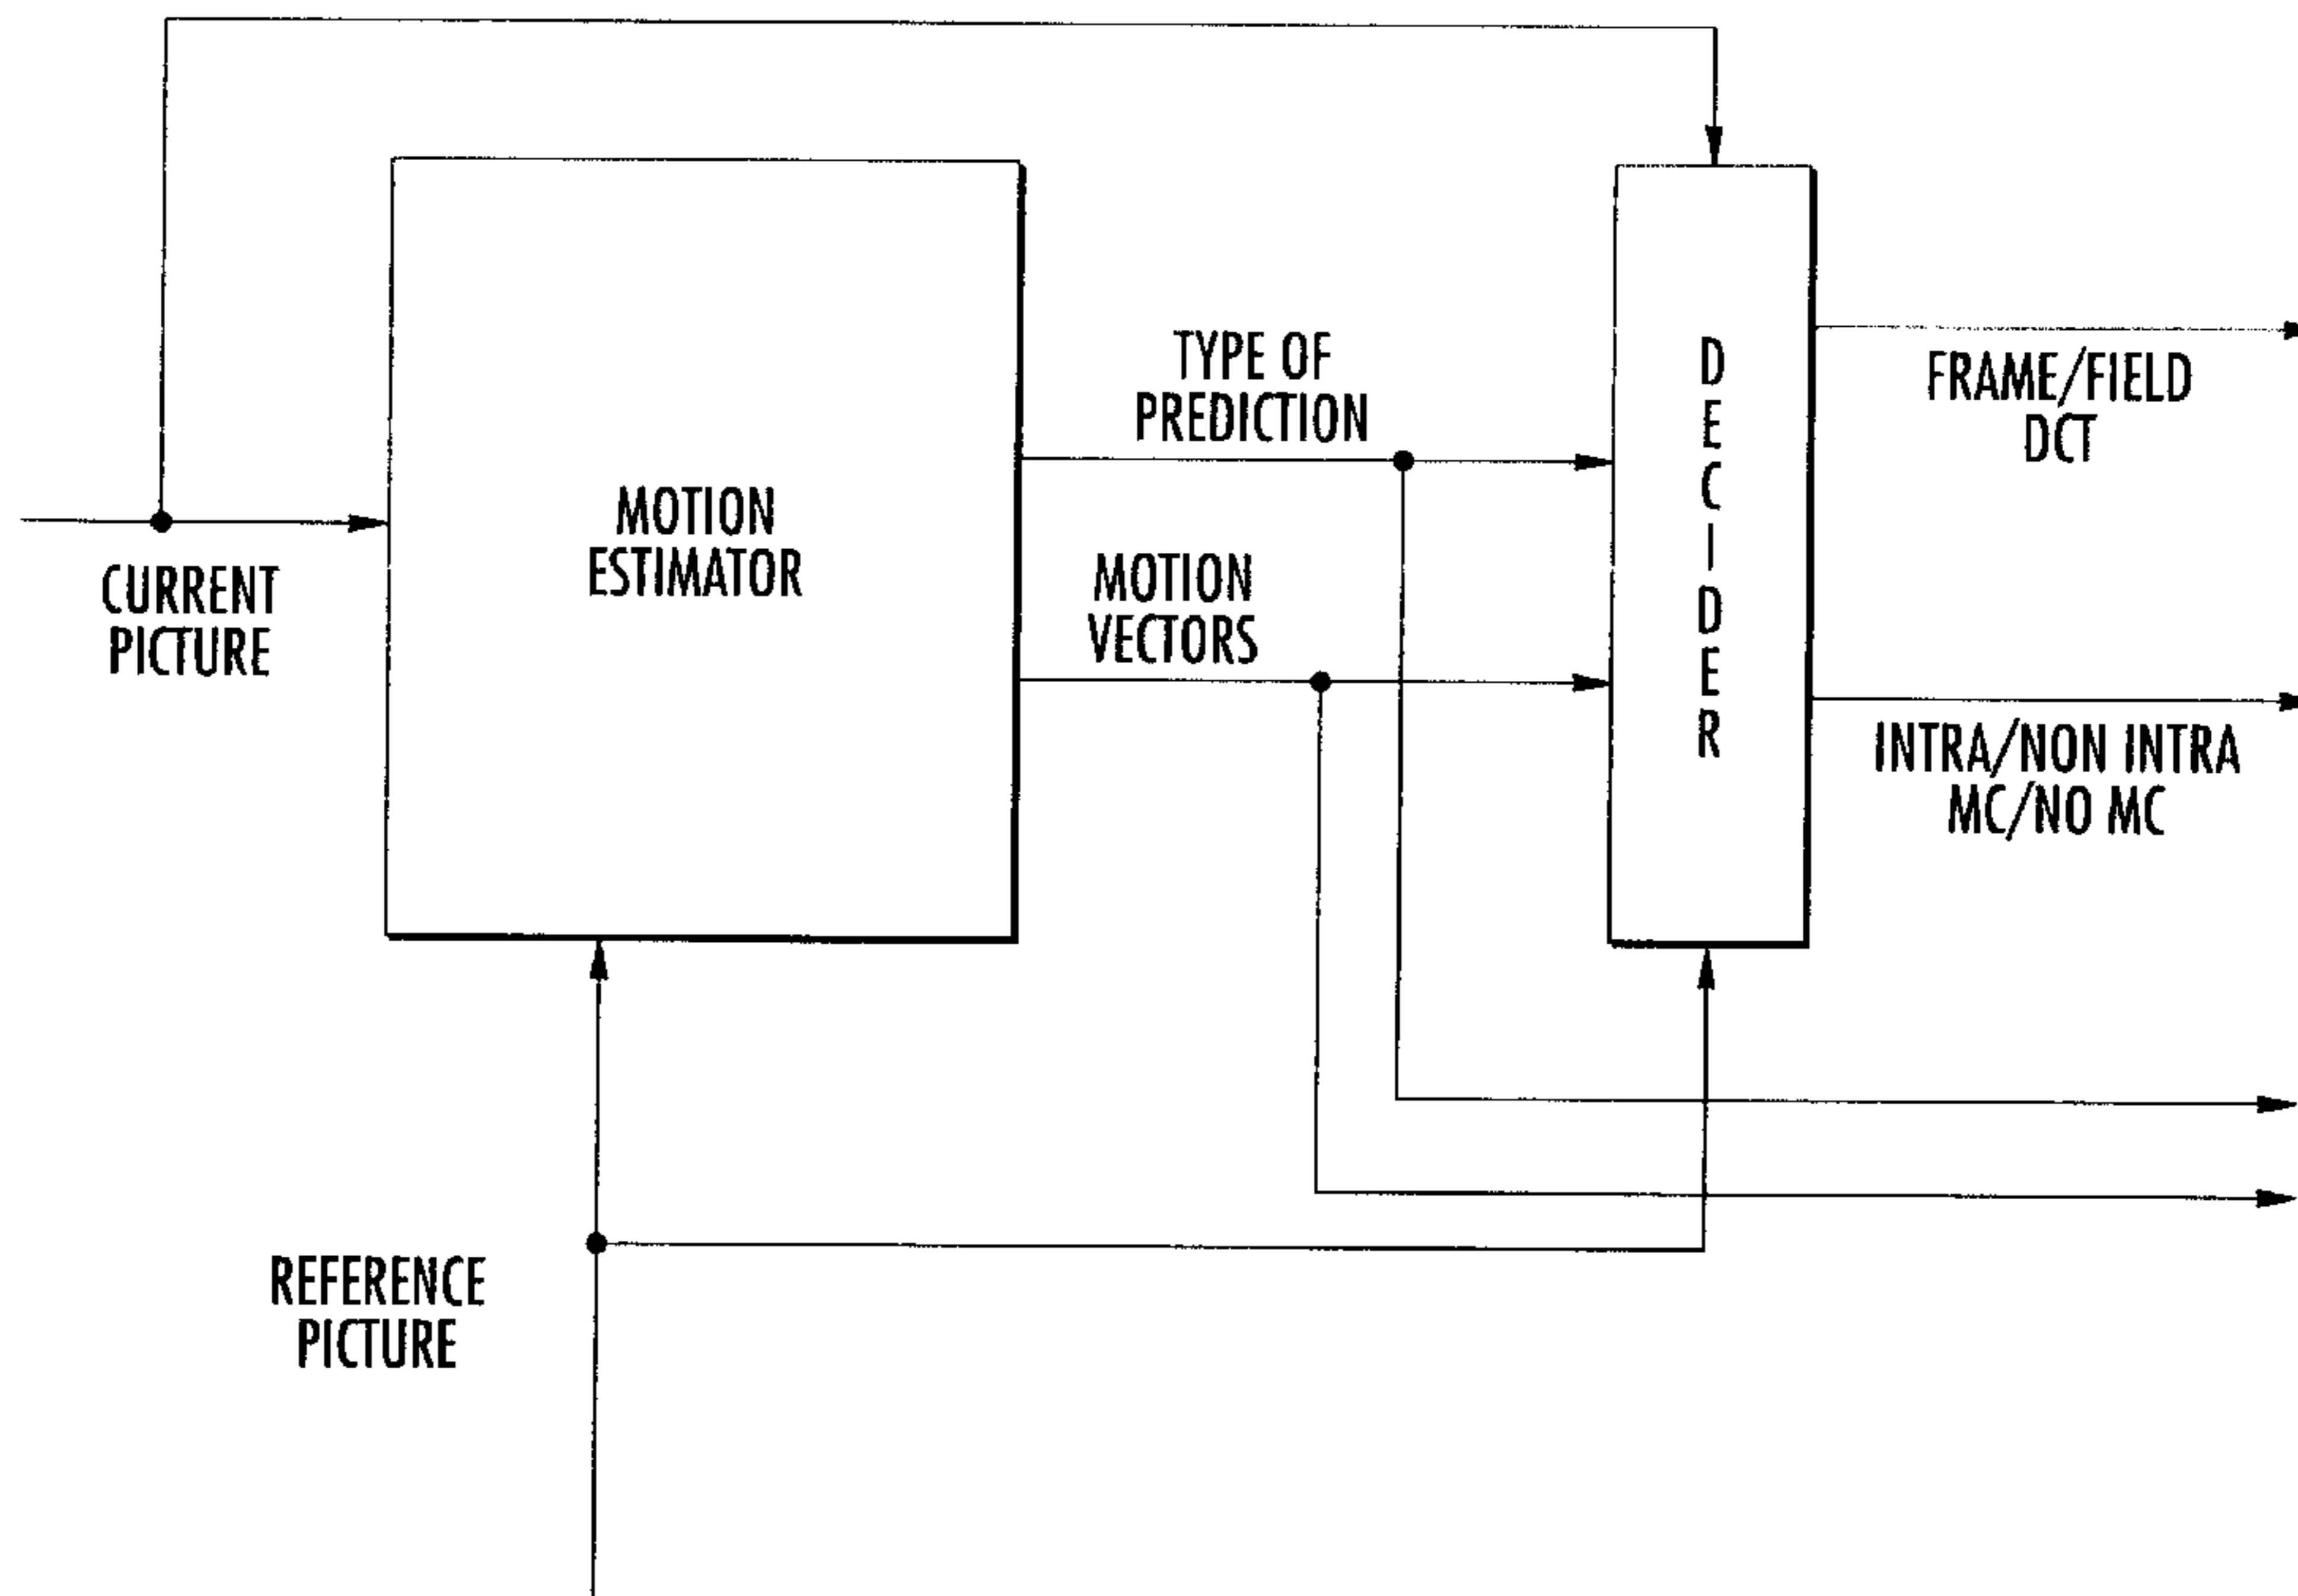 TYPE OF
PREDICTION
DECIDER
FRAME/FIELD
DCT
MOTION
ESTIMATOR
CURRENT
PICTURE
MOTION
VECTORS
INTRA/NON INTRA
MC/NO MC
REFERENCE
PICTURE